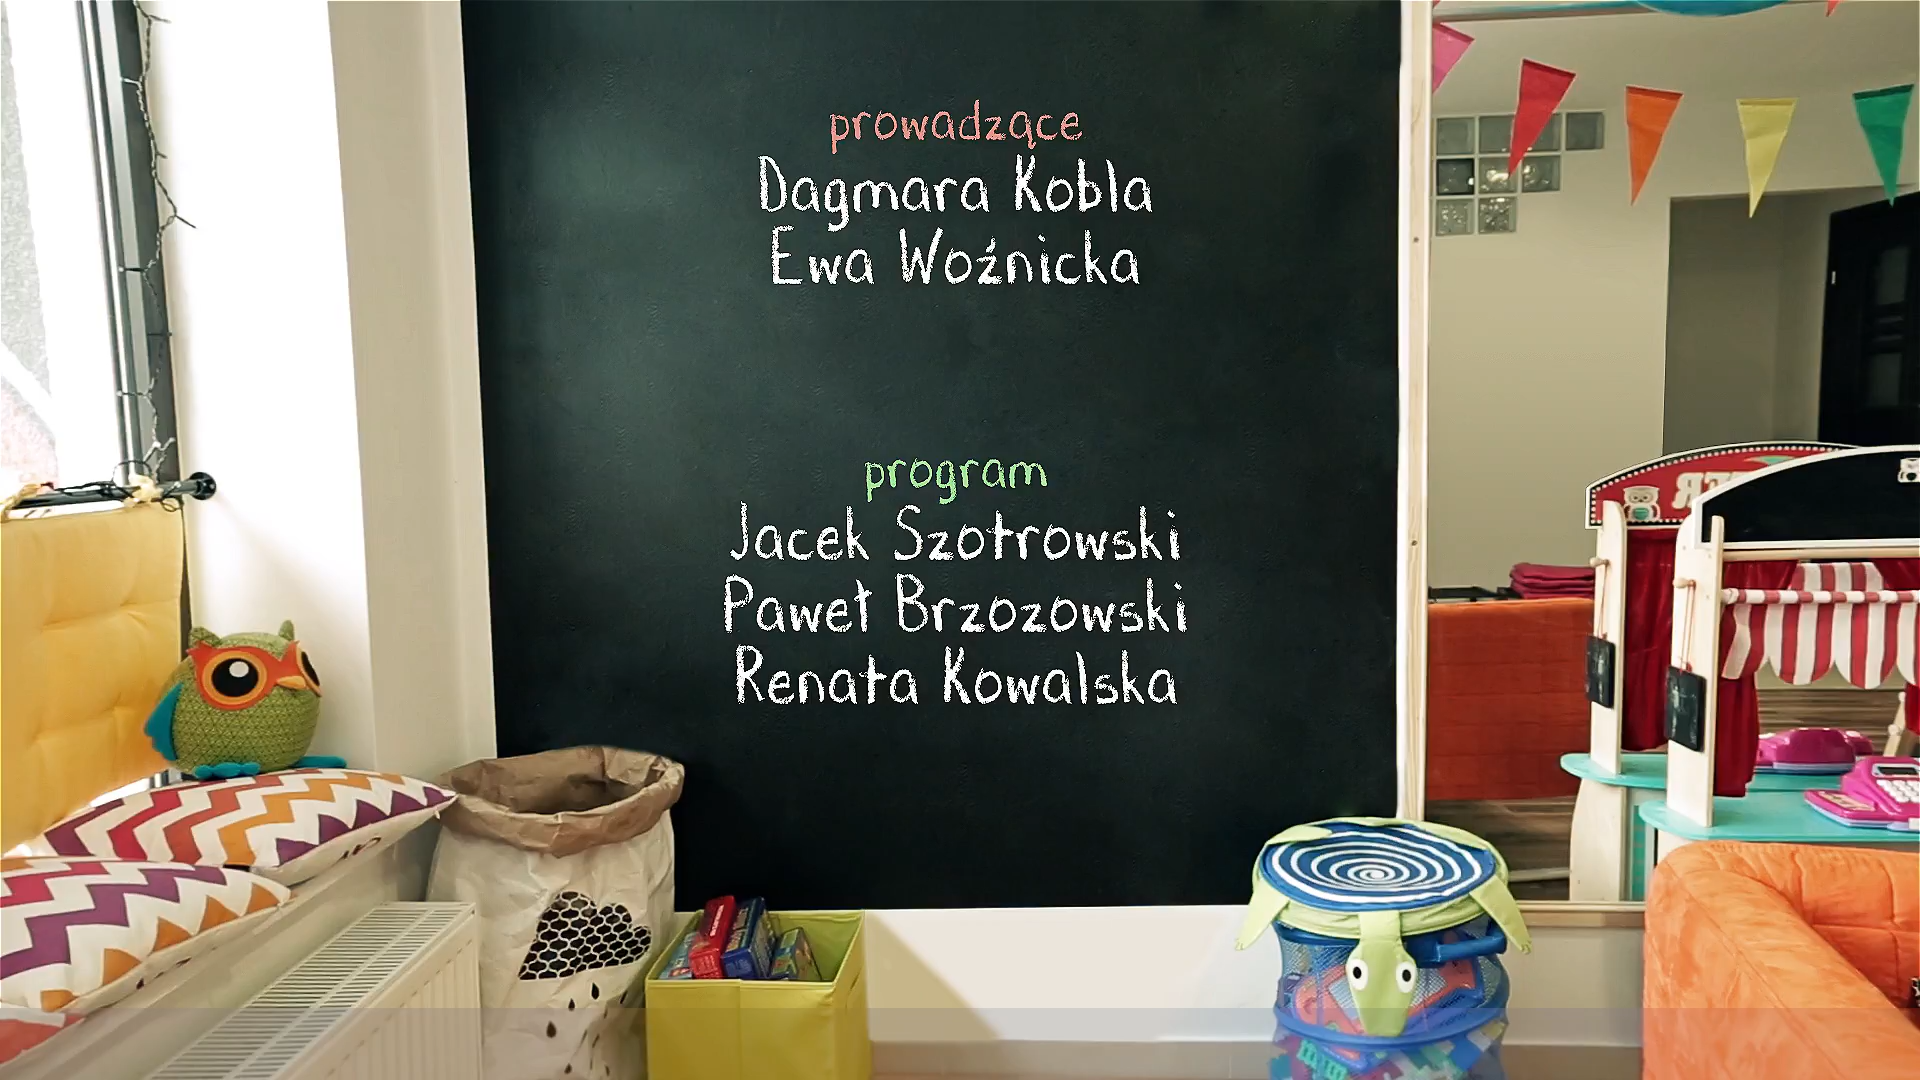 prowadzące
Dagmara Kobla
Ewa Woźnicka
program
Jacek Szotrowski
Paweł Brzozowski
Renata Kowalska